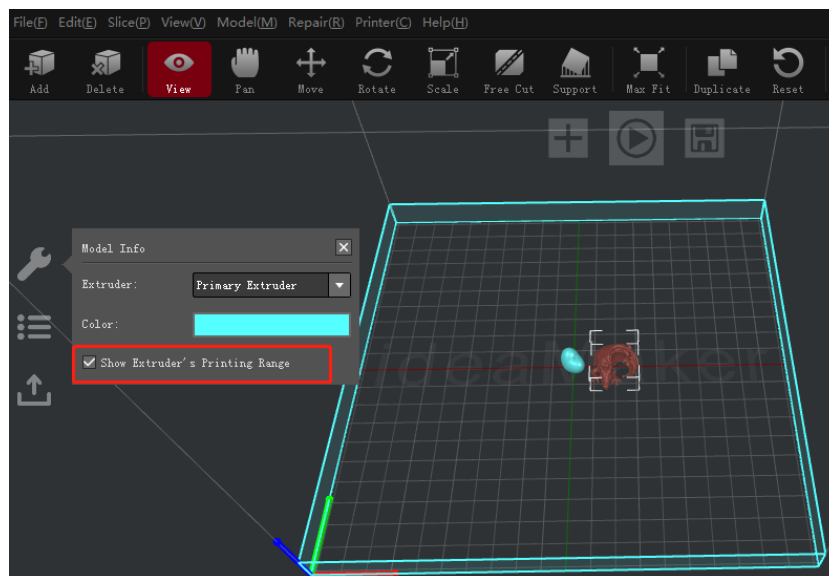 File(F) Edit(E) Slice(P) View(V) Model(M) Repair(R) Printer(C) Help(H)
Add Delete View Pan Move Rotate Scale Free Cut Support Max Fit Duplicate Reset
Model Info
Extruder: Primary Extruder
Color:
Show Extruder's Printing Range
ideaMaker